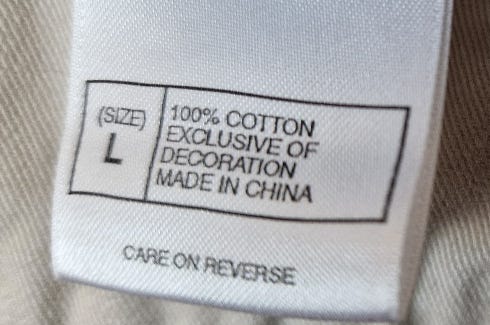 (SIZE)
L
100% COTTON
EXCLUSIVE OF
DECORATION
MADE IN CHINA
CARE ON REVERSE